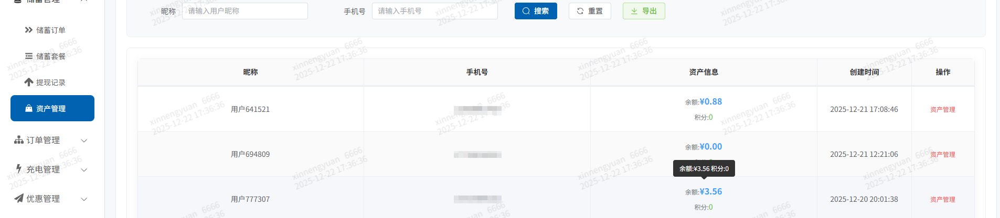 储蓄管理
昵称 请输入用户昵称 手机号 请输入手机号 搜索 重置 导出
储蓄订单
储蓄套餐
提现记录
资产管理
订单管理
充电管理
优惠管理
昵称 手机号 资产信息 创建时间 操作
用户641521 余额:¥0.88 积分:0 2025-12-21 17:08:46 资产管理
用户694809 余额:¥0.00 2025-12-21 12:21:06 资产管理
余额:¥3.56 积分:0
用户777307 余额:¥3.56 积分:0 2025-12-20 20:01:38 资产管理
xinnengyuan 6666
2025-12-22 17:36:36